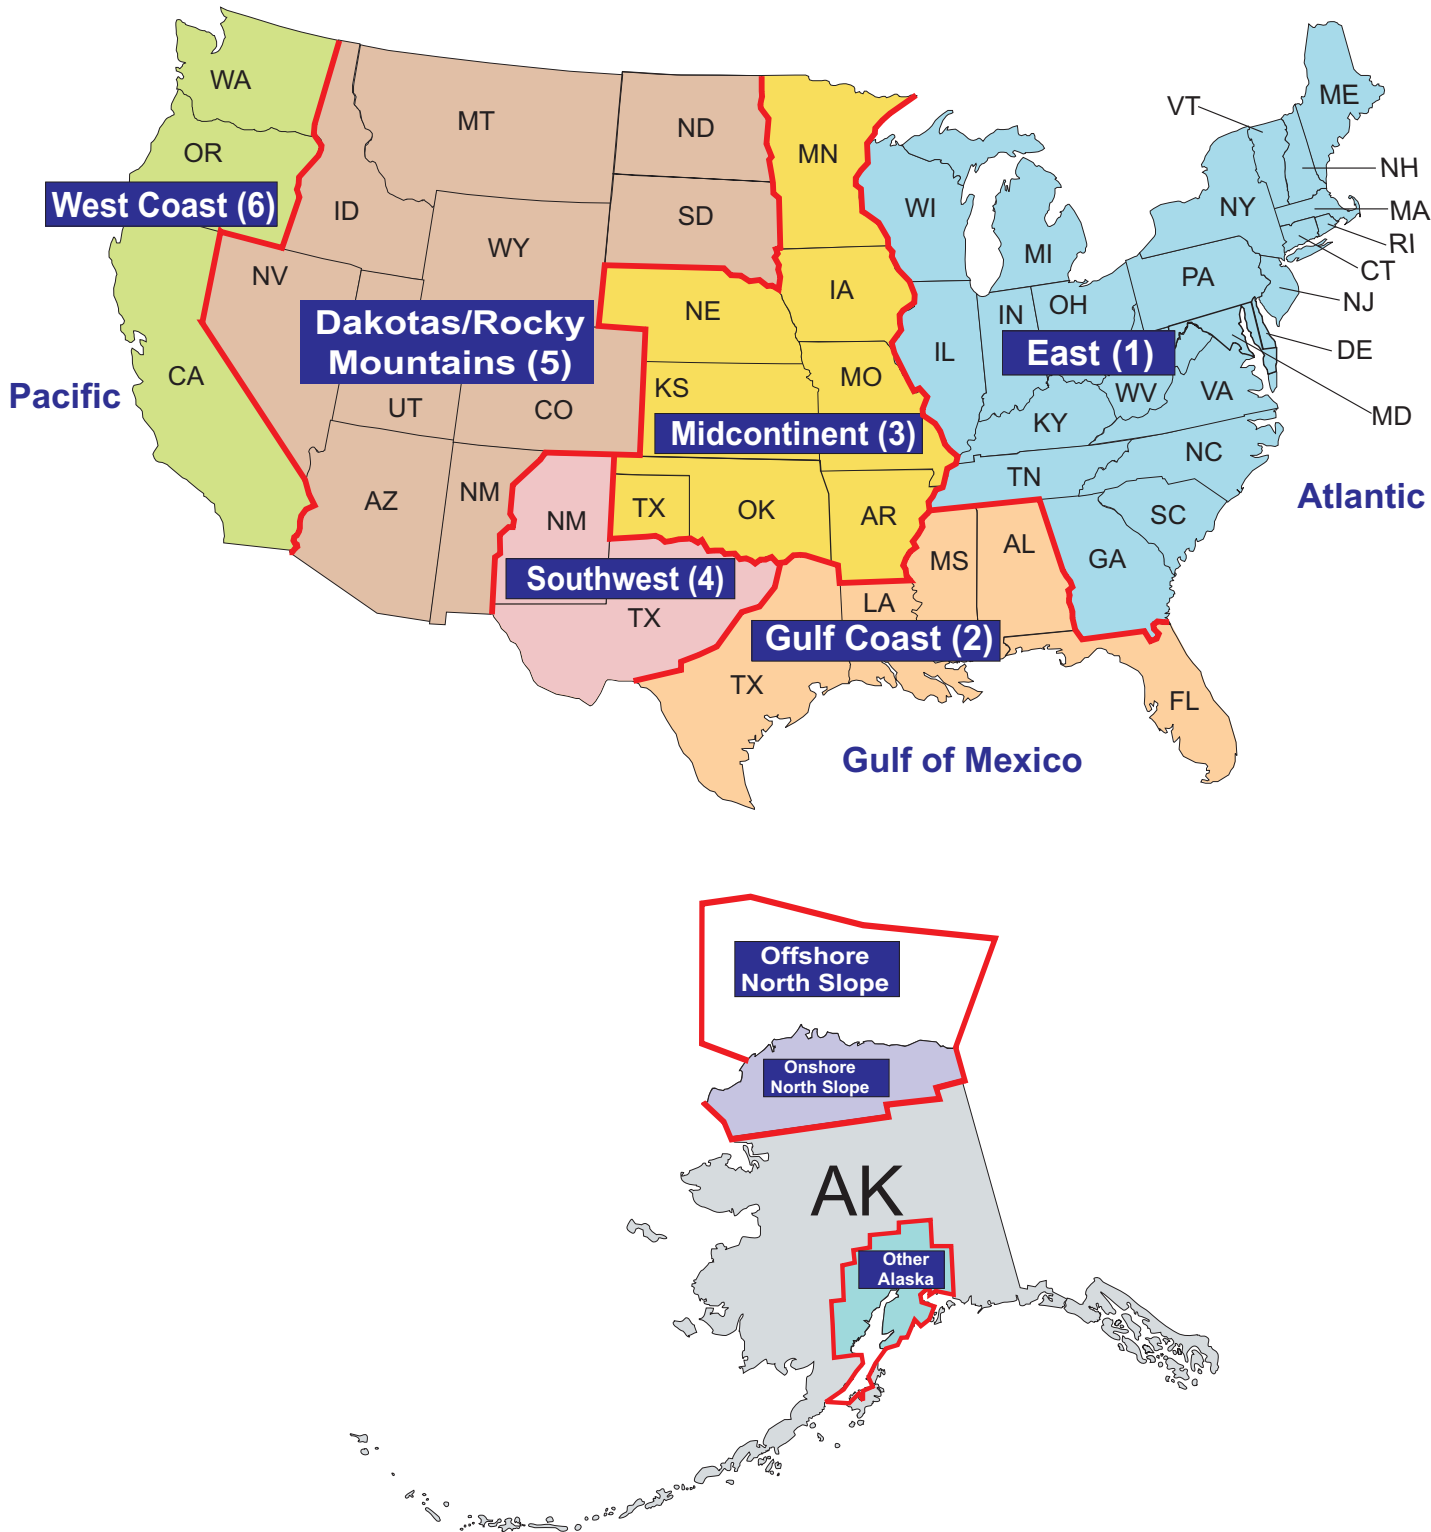 WA
MT
ND
MN
ME
VT
OR
NH
West Coast (6)
ID
SD
WI
NY
MA
WY
RI
NV
MI
CT
PA
IA
NJ
NE
IN
OH
Dakotas/Rocky
Mountains (5)
IL
East (1)
DE
CA
KS
MO
Pacific
UT
CO
WV
VA
MD
KY
Midcontinent (3)
NC
TN
NM
AZ
TX
OK
AR
SC
Atlantic
NM
AL
MS
GA
Southwest (4)
LA
TX
Gulf Coast (2)
TX
FL
Gulf of Mexico
Offshore
North Slope
Onshore
North Slope
AK
Other
Alaska